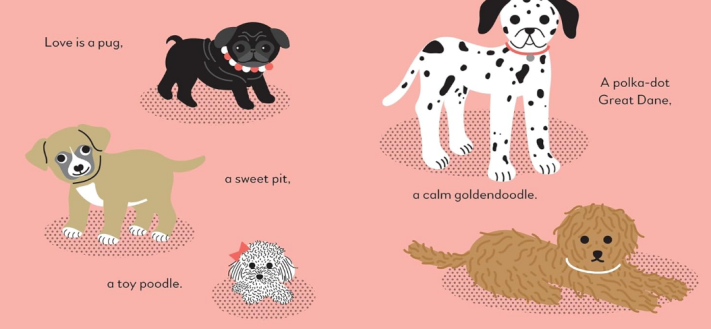 Love is a pug,
a sweet pit,
a toy poodle.
A polka-dot
Great Dane,
a calm goldendoodle.